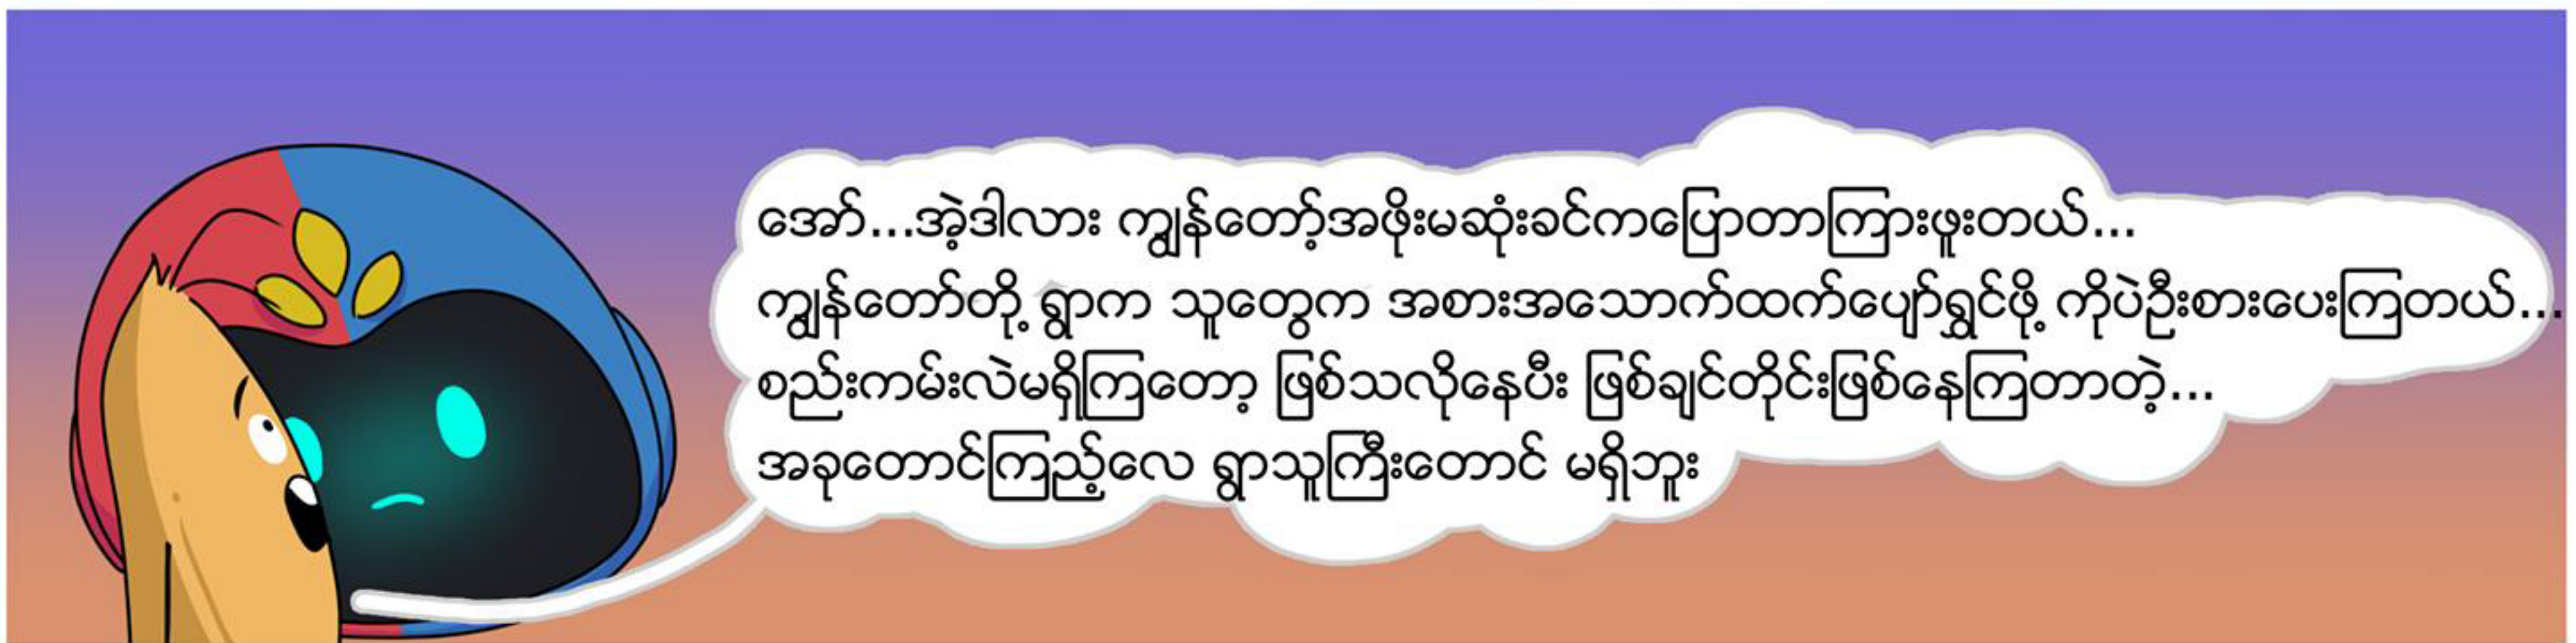 အော်...အဲ့ဒါလား ကျွန်တော့်အဖိုးမဆုံးခင်ကပြောတာကြားဖူးတယ်...
ကျွန်တော်တို့ ရွာက သူတွေက အစားအသောက်ထက်ပျော်ရွှင်ဖို့ ကိုပဲဦးစားပေးကြတယ်...
စည်းကမ်းလဲမရှိကြတော့ ဖြစ်သလိုနေပီး ဖြစ်ချင်တိုင်းဖြစ်နေကြတာတဲ့...
အခုတောင်ကြည့်လေ ရွာသူကြီးတောင် မရှိဘူး